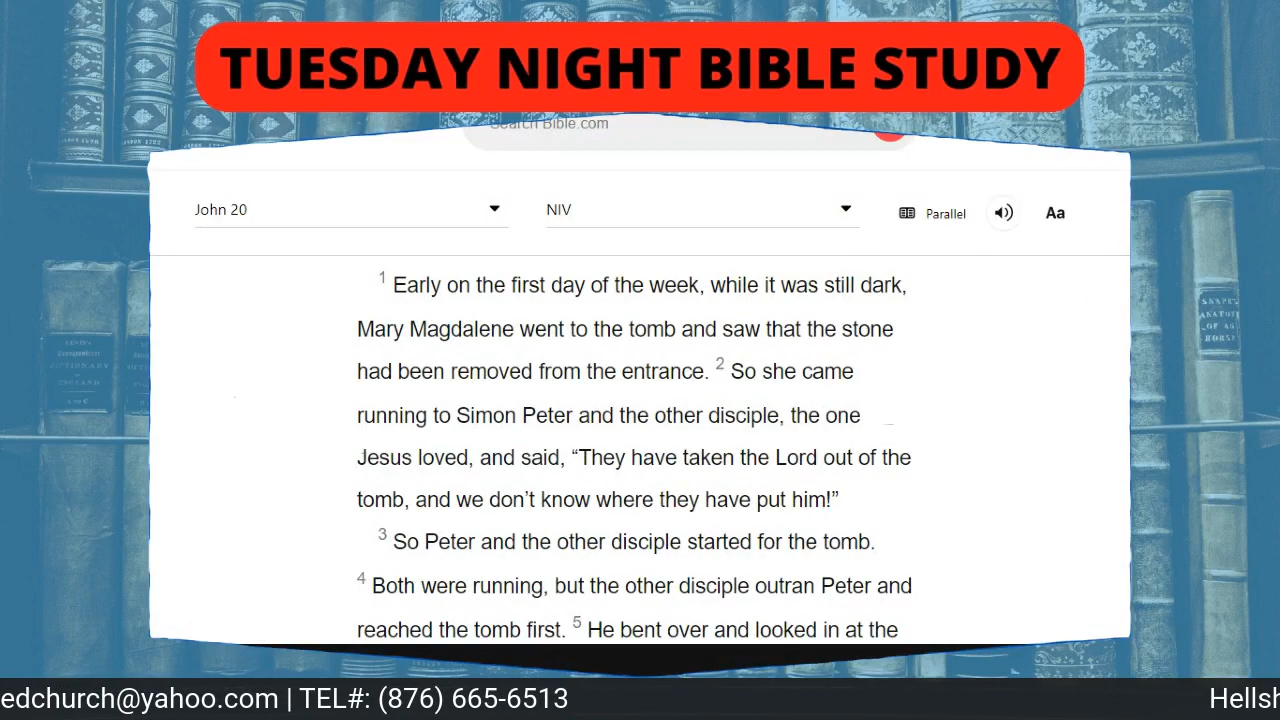 TUESDAY NIGHT BIBLE STUDY
Search Bible.com
John 20
NIV
Parallel
Aa
1 Early on the first day of the week, while it was still dark,
Mary Magdalene went to the tomb and saw that the stone
had been removed from the entrance. 2 So she came
running to Simon Peter and the other disciple, the one
Jesus loved, and said, “They have taken the Lord out of the
tomb, and we don’t know where they have put him!”
3 So Peter and the other disciple started for the tomb.
4 Both were running, but the other disciple outran Peter and
reached the tomb first. 5 He bent over and looked in at the
edchurch@yahoo.com | TEL#: (876) 665-6513
Hellsh